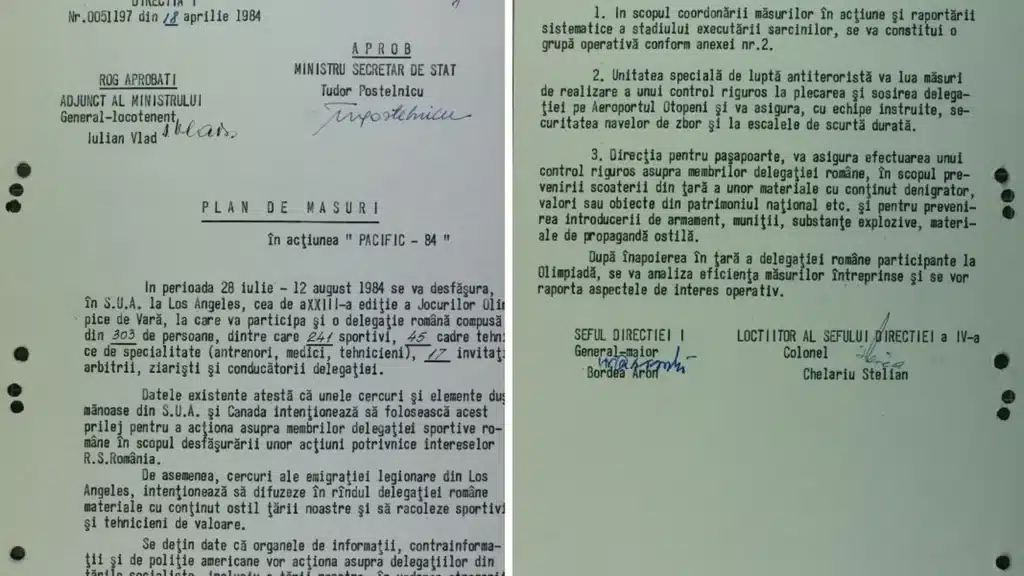 DIRECTIA I
Nr.0051197 din 18 aprilie 1984
A P R O B
MINISTRU SECRETAR DE STAT
Tudor Postelnicu
ROG APROBATI
ADJUNCT AL MINISTRULUI
General-locotenent,
Iulian Vlad
P L A N  D E  M A S U R I
în acţiunea " PACIFIC - 84 "
In perioada 28 iulie - 12 august 1984 se va desfăşura,
în S.U.A. la Los Angeles, cea de aXXIII-a ediţie a Jocurilor Olim
pice de Vară, la care va participa şi o delegaţie română compusă
din 303 de persoane, dintre care 241 sportivi, 45 cadre tehni
ce de specialitate (antrenori, medici, tehnicieni), 17 invitaţi
arbitrii, ziarişti şi conducătorii delegaţiei.
Datele existente atestă că unele cercuri şi elemente duş
mănoase din S.U.A. şi Canada intenţionează să folosească acest
prilej pentru a acţiona asupra membrilor delegaţiei sportive ro-
mâne în scopul desfăşurării unor acţiuni potrivnice intereselor
R.S.România.
De asemenea, cercuri ale emigraţiei legionare din Los
Angeles, intenţionează să difuzeze în rîndul delegaţiei române
materiale cu conţinut ostil ţării noastre şi să racoleze sportivi
şi tehnicieni de valoare.
Se deţin date că organele de informaţii, contrainforma-
ţii şi de poliţie americane vor acţiona asupra delegaţiilor din
ţările socialiste, inclusiv a ţării noastre, în vederea
1. In scopul coordonării măsurilor în acţiune şi raportării
sistematice a stadiului executării sarcinilor, se va constitui o
grupă operativă conform anexei nr.2.
2. Unitatea specială de luptă antiteroristă va lua măsuri
de realizare a unui control riguros la plecarea şi sosirea delega-
ţiei pe Aeroportul Otopeni şi va asigura, cu echipe instruite, se-
curitatea navelor de zbor şi la escalele de scurtă durată.
3. Direcţia pentru paşapoarte, va asigura efectuarea unui
control riguros asupra membrilor delegaţiei române, în scopul pre-
venirii scoaterii din ţară a unor materiale cu conţinut denigrator,
valori sau obiecte din patrimoniul naţional etc. şi pentru preveni-
rea introducerii de armament, muniţii, substanţe explozive, materi-
ale de propagandă ostilă.
După înapoierea în ţară a delegaţiei române participante la
Olimpiadă, se va analiza eficienţa măsurilor întreprinse şi se vor
raporta aspectele de interes operativ.
SEFUL DIRECTIEI I
General-maior
Bordea Aron
LOCTIITOR AL SEFULUI DIRECTIEI a IV-a
Colonel
Chelariu Stelian